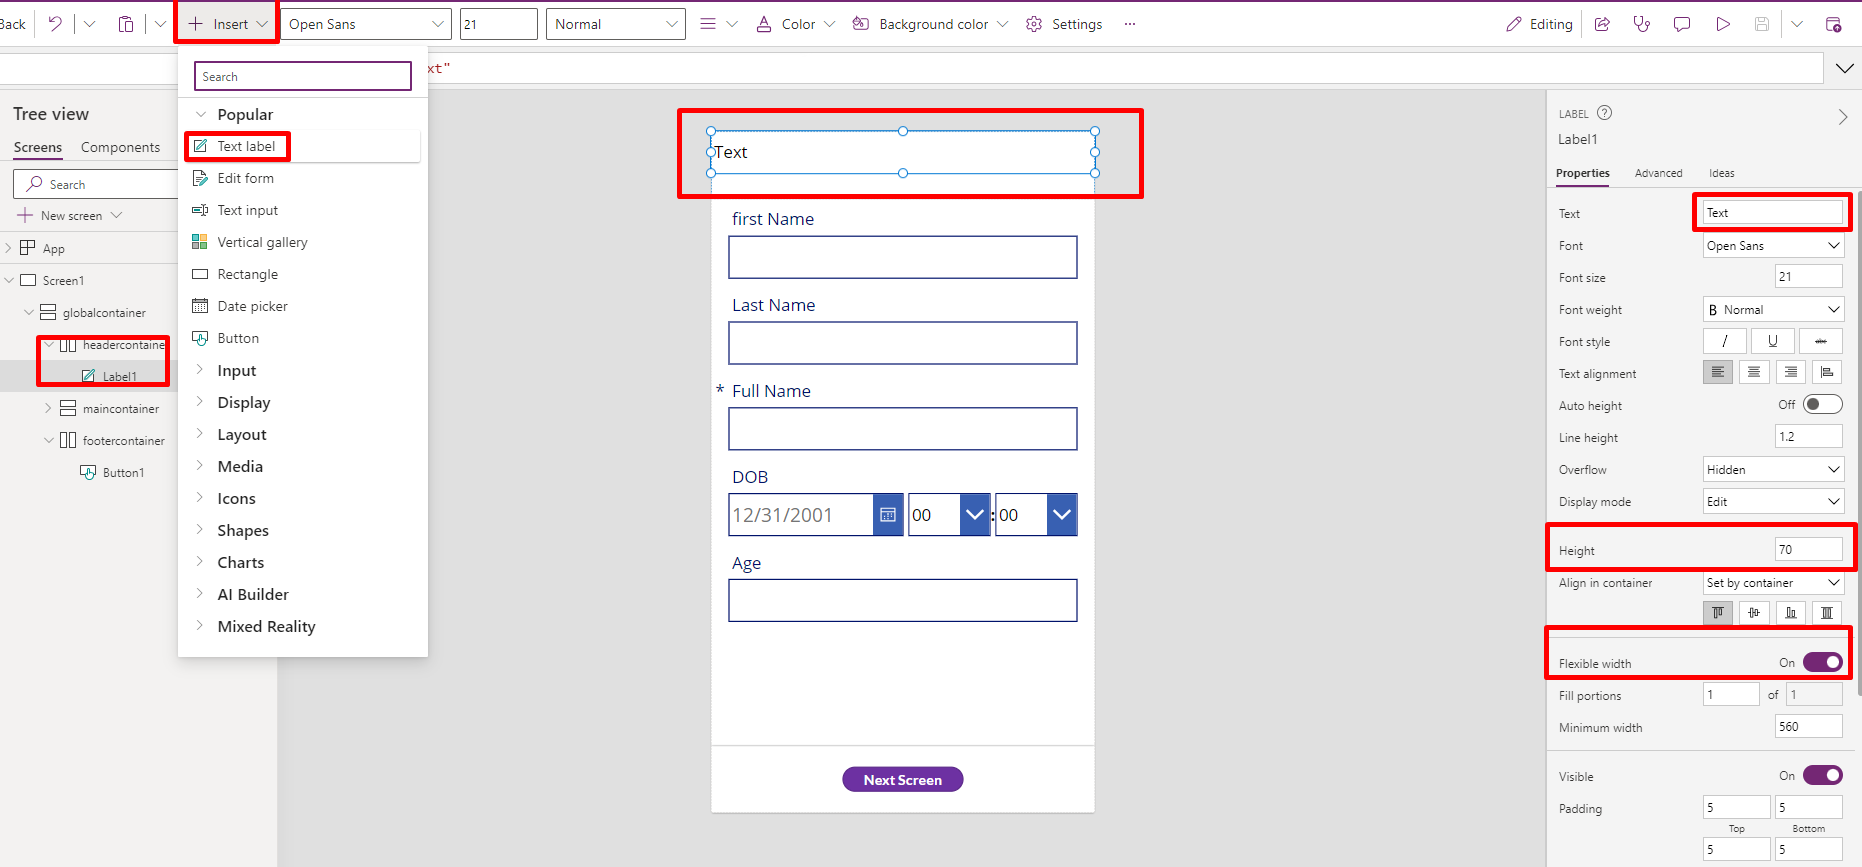 Back
Insert
Open Sans
21
Normal
Color
Background color
Settings
...
Editing
Search
xt"
Tree view
Screens
Components
Search
New screen
App
Screen1
globalcontainer
headercontaine
Label1
maincontainer
footercontainer
Button1
Popular
Text label
Edit form
Text input
Vertical gallery
Rectangle
Date picker
Button
Input
Display
Layout
Media
Icons
Shapes
Charts
AI Builder
Mixed Reality
Text
first Name
Last Name
* Full Name
DOB
12/31/2001
00
:
00
Age
Next Screen
LABEL ?
Label1
Properties
Advanced
Ideas
Text
Text
Font
Open Sans
Font size
21
Font weight
B Normal
Font style
/
U
abc
Text alignment
Auto height
Off
Line height
1.2
Overflow
Hidden
Display mode
Edit
Height
70
Align in container
Set by container
Flexible width
On
Fill portions
1 of 1
Minimum width
560
Visible
On
Padding
5
5
Top
Bottom
5
5